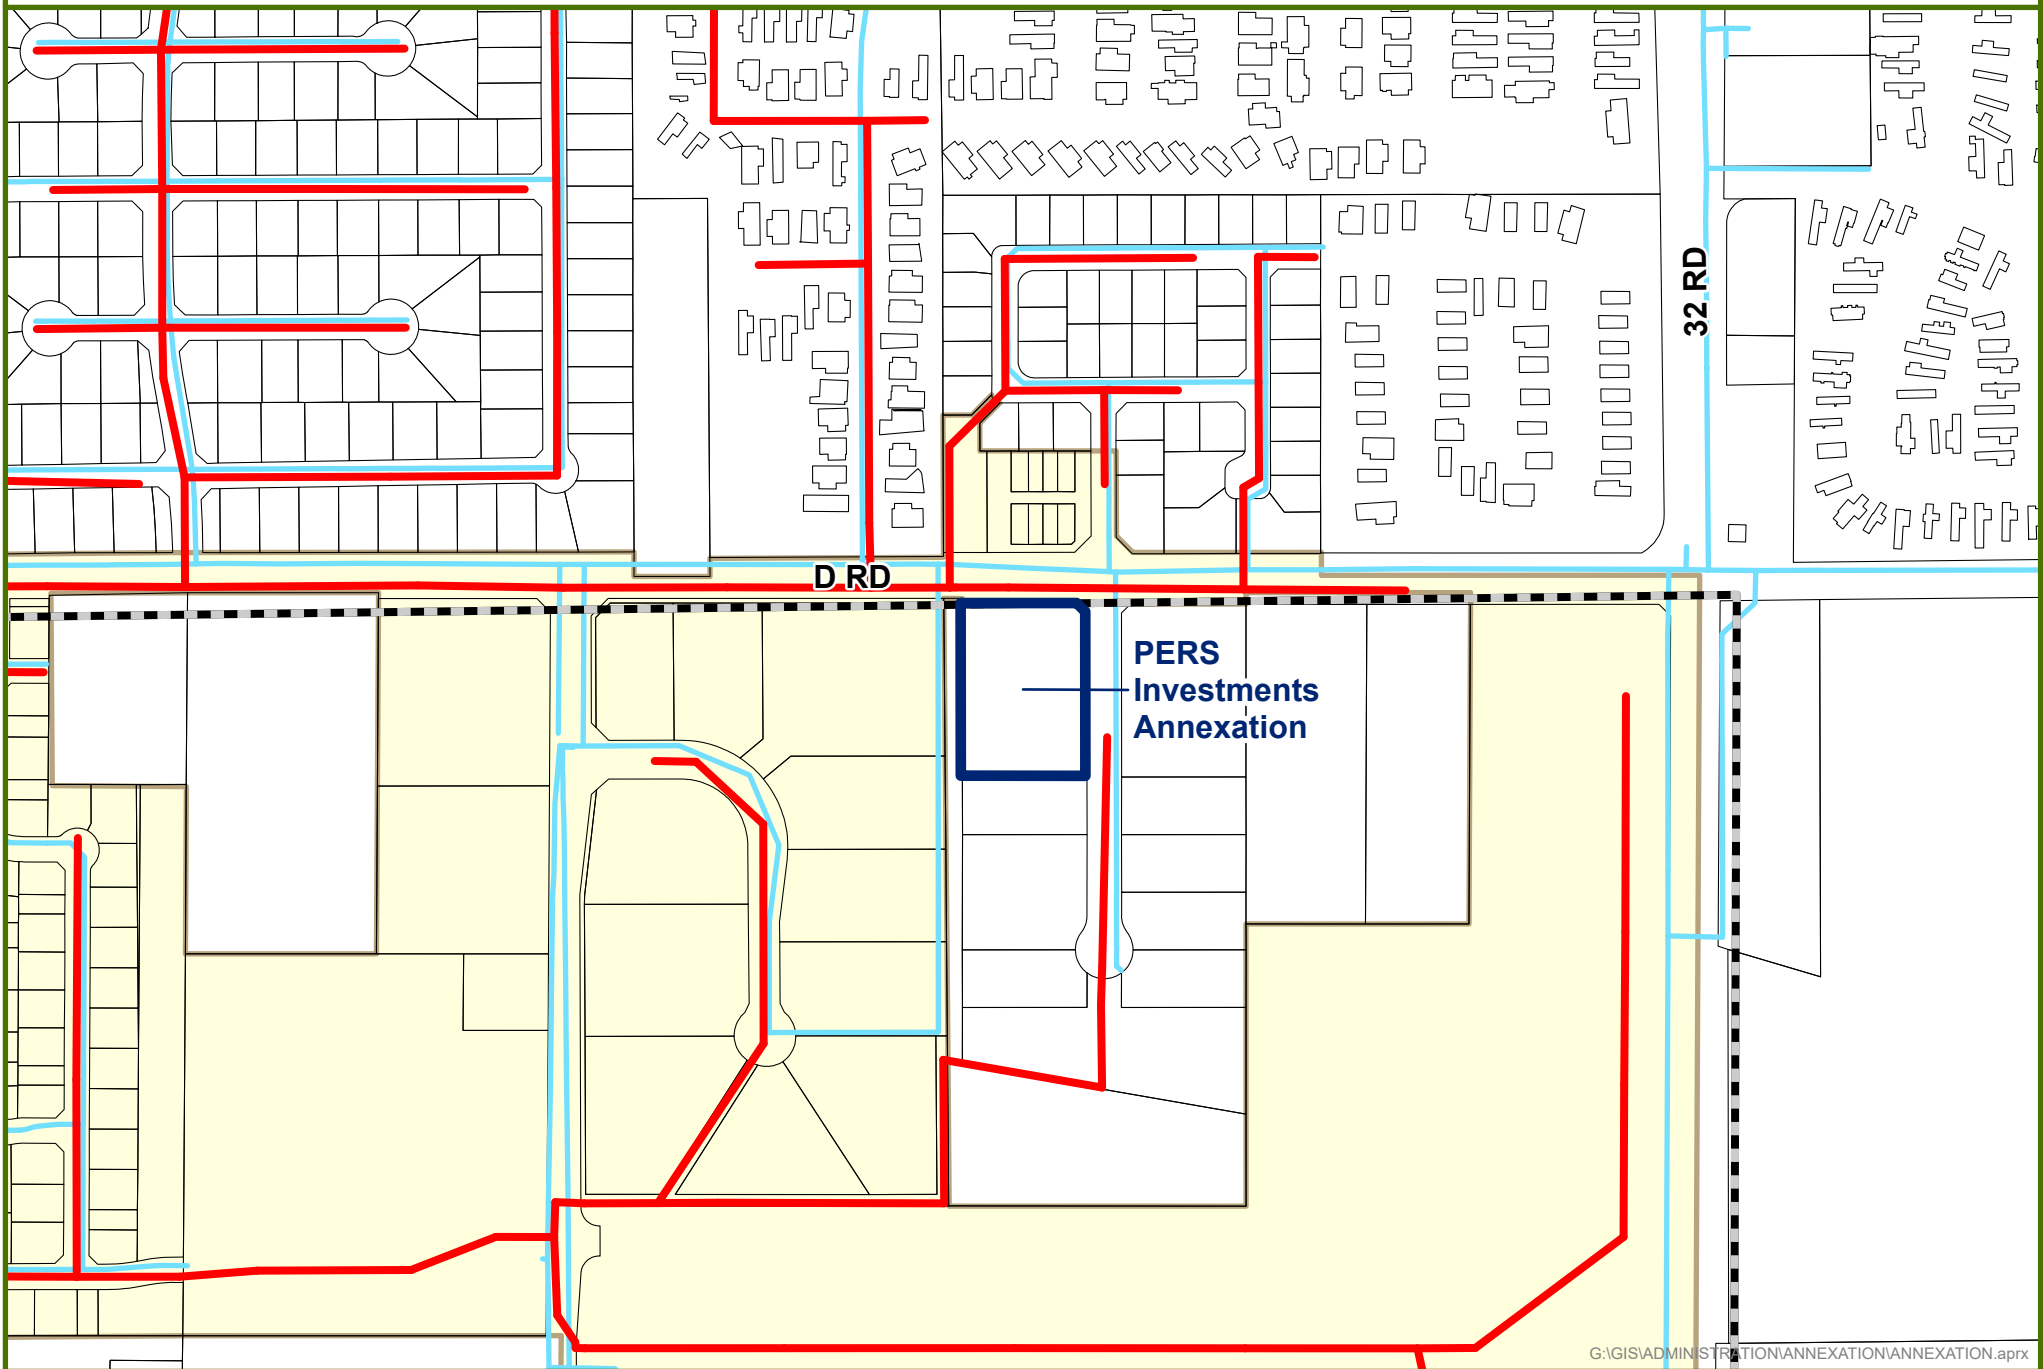 32 RD
D RD
PERS
Investments
Annexation
G:\GIS\ADMINISTRATION\ANNEXATION\ANNEXATION.aprx